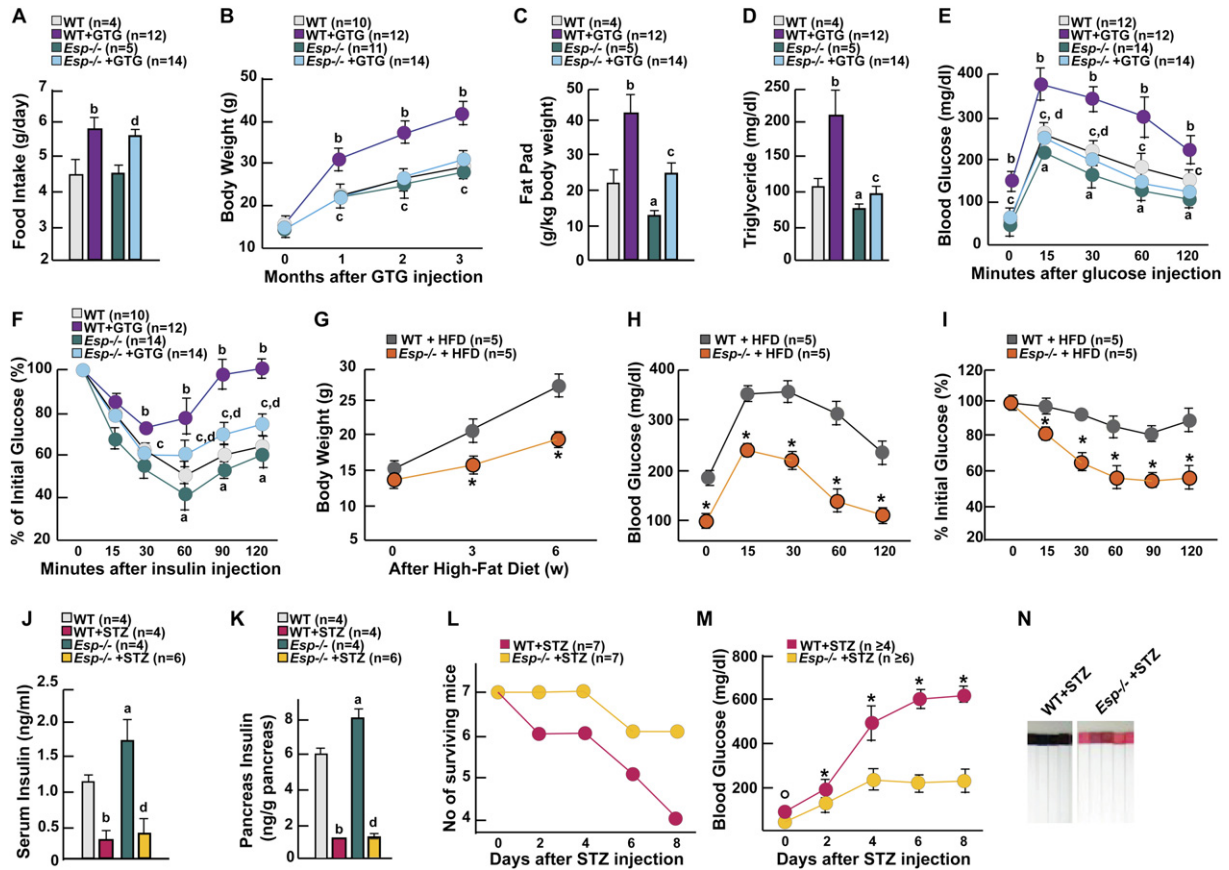 A
WT (n=4)
WT+GTG (n=12)
Esp-/- (n=5)
Esp-/- +GTG (n=14)
Food Intake (g/day)
7
6
5
4
3
2
b
d
B
WT (n=10)
WT+GTG (n=12)
Esp-/- (n=11)
Esp-/- +GTG (n=14)
Body Weight (g)
50
40
30
20
10
b
b
b
c
c
c
0 1 2 3
Months after GTG injection
C
WT (n=4)
WT+GTG (n=12)
Esp-/- (n=5)
Esp-/- +GTG (n=14)
Fat Pad
(g/kg body weight)
50
40
30
20
10
0
b
a
c
D
WT (n=4)
WT+GTG (n=12)
Esp-/- (n=5)
Esp-/- +GTG (n=14)
Triglyceride (mg/dl)
250
200
150
100
50
0
b
a
c
E
WT (n=12)
WT+GTG (n=12)
Esp-/- (n=14)
Esp-/- +GTG (n=14)
Blood Glucose (mg/dl)
400
300
200
100
0
b
b
b
b
b
c
c, d
c,d
c
c
a
a
a
a
0 15 30 60 120
Minutes after glucose injection
F
WT (n=10)
WT+GTG (n=12)
Esp-/- (n=14)
Esp-/- +GTG (n=14)
% of Initial Glucose (%)
100
80
60
40
20
b
b
b
b
c
c,d
c,d
c,d
a
a
a
0 15 30 60 90 120
Minutes after insulin injection
G
WT + HFD (n=5)
Esp-/- + HFD (n=5)
Body Weight (g)
30
25
20
15
10
*
*
0 3 6
After High-Fat Diet (w)
H
WT + HFD (n=5)
Esp-/- + HFD (n=5)
Blood Glucose (mg/dl)
400
300
200
100
*
*
*
*
*
0 15 30 60 120
I
WT + HFD (n=5)
Esp-/- + HFD (n=5)
% Initial Glucose (%)
120
100
80
60
40
20
*
*
*
*
*
0 15 30 60 90 120
J
WT (n=4)
WT+STZ (n=4)
Esp-/- (n=4)
Esp-/- +STZ (n=6)
Serum Insulin (ng/ml)
2.5
2.0
1.5
1.0
0.5
0
b
a
d
K
WT (n=4)
WT+STZ (n=4)
Esp-/- (n=4)
Esp-/- +STZ (n=6)
Pancreas Insulin
(ng/g pancreas)
8
6
4
2
0
b
a
d
L
WT+STZ (n=7)
Esp-/- +STZ (n=7)
No of surviving mice
7
6
5
4
0 2 4 6 8
Days after STZ injection
M
WT+STZ (n ≥4)
Esp-/- +STZ (n ≥6)
Blood Glucose (mg/dl)
800
600
400
200
o
*
*
*
*
0 2 4 6 8
Days after STZ injection
N
WT+STZ
Esp-/- +STZ